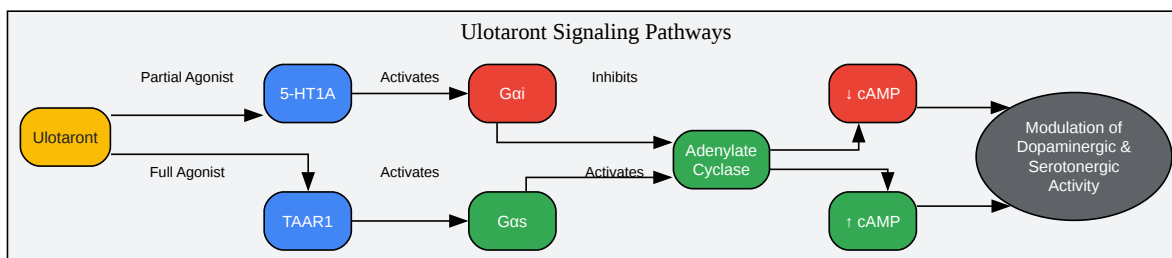 Ulotaront Signaling Pathways
Partial Agonist
Activates
Inhibits
5-HT1A
Gαi
↓ cAMP
Ulotaront
Modulation of
Dopaminergic &
Serotonergic
Activity
Adenylate
Cyclase
Full Agonist
Activates
Activates
TAAR1
Gαs
↑ cAMP